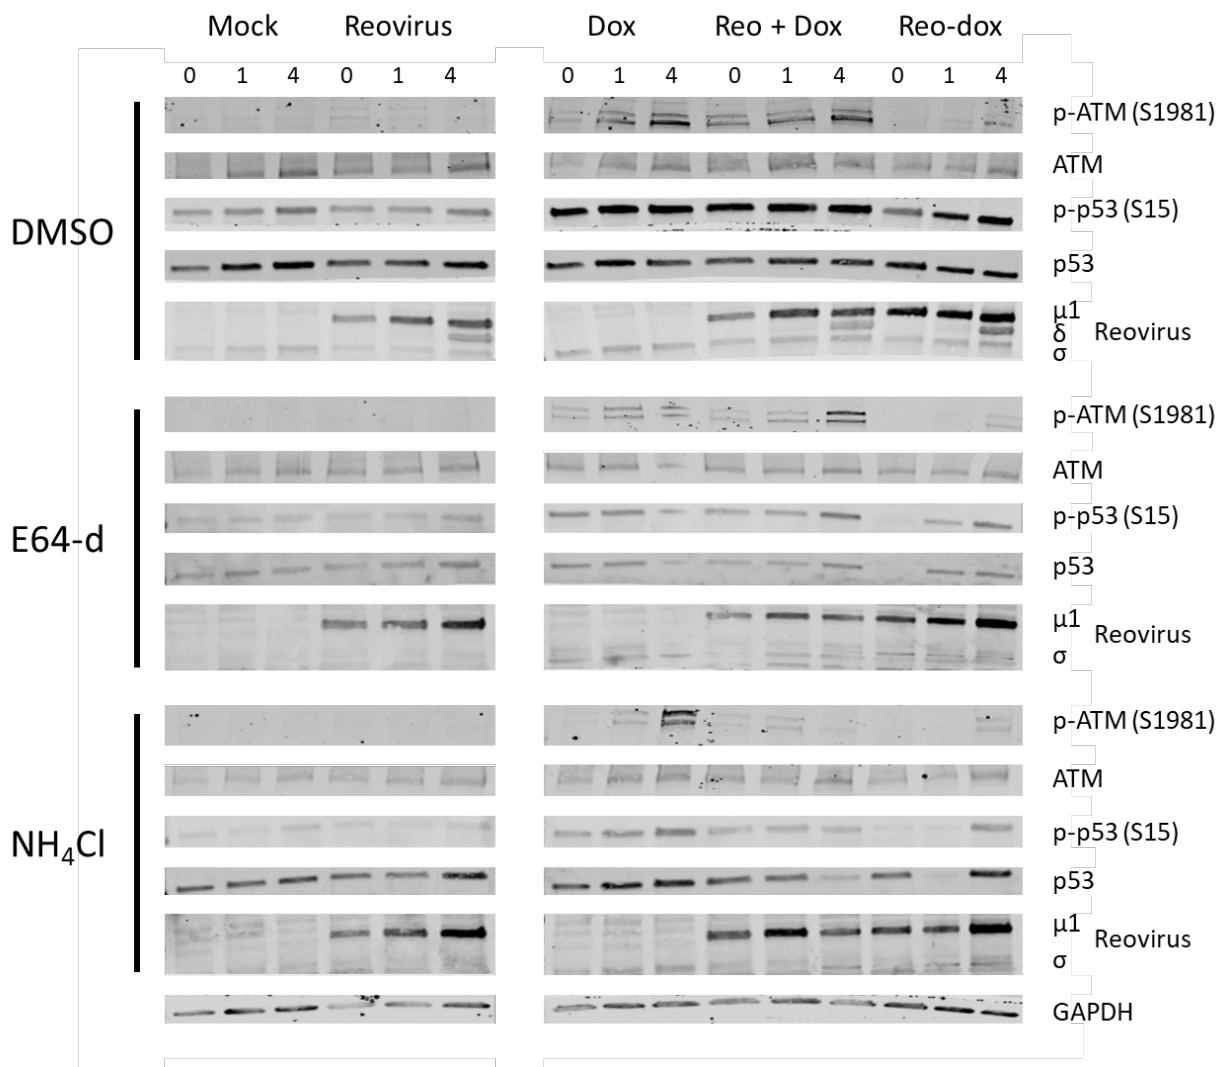 Mock Reovirus Dox Reo + Dox Reo-dox
0 1 4 0 1 4 0 1 4 0 1 4 0 1 4
DMSO
p-ATM (S1981)
ATM
p-p53 (S15)
p53
μ1
δ
σ
Reovirus
E64-d
p-ATM (S1981)
ATM
p-p53 (S15)
p53
μ1
σ
Reovirus
NH₄Cl
p-ATM (S1981)
ATM
p-p53 (S15)
p53
μ1
σ
Reovirus
GAPDH